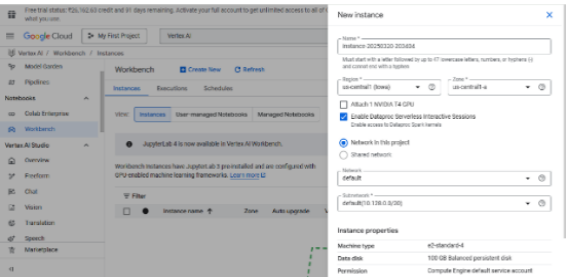 Free trial status: ₹25,162.63 credit and 81 days remaining. Activate your full account to get unlimited access to all of
what you use.
Google Cloud
My First Project
Vertex AI
Vertex AI / Workbench / Instances
Model Garden
Pipelines
Notebooks
Colab Enterprise
Workbench
Vertex AI Studio
Overview
Freeform
Chat
Vision
Translation
Speech
Marketplace
Workbench
Create New
Refresh
Instances
Executions
Schedules
View:
Instances
User-managed Notebooks
Managed Notebooks
JupyterLab 4 is now available in Vertex AI Workbench.
Workbench Instances have JupyterLab 3 pre-installed and are configured with
GPU-enabled machine learning frameworks. Learn more
Filter
Instance name
Zone
Auto upgrade
New instance
Name *
instance-20250320-203404
Must start with a letter followed by up to 67 lowercase letters, numbers, or hyphens (-)
and cannot end with a hyphen
Region *
us-central1 (Iowa)
Zone *
us-central1-a
Attach 1 NVIDIA T4 GPU
Enable Dataproc Serverless Interactive Sessions
Enable access to Dataproc Spark kernels
Network in this project
Shared network
Network
default
Subnetwork *
default(10.128.0.0/20)
Instance properties
Machine type
e2-standard-4
Data disk
100 GB Balanced persistent disk
Permission
Compute Engine default service account